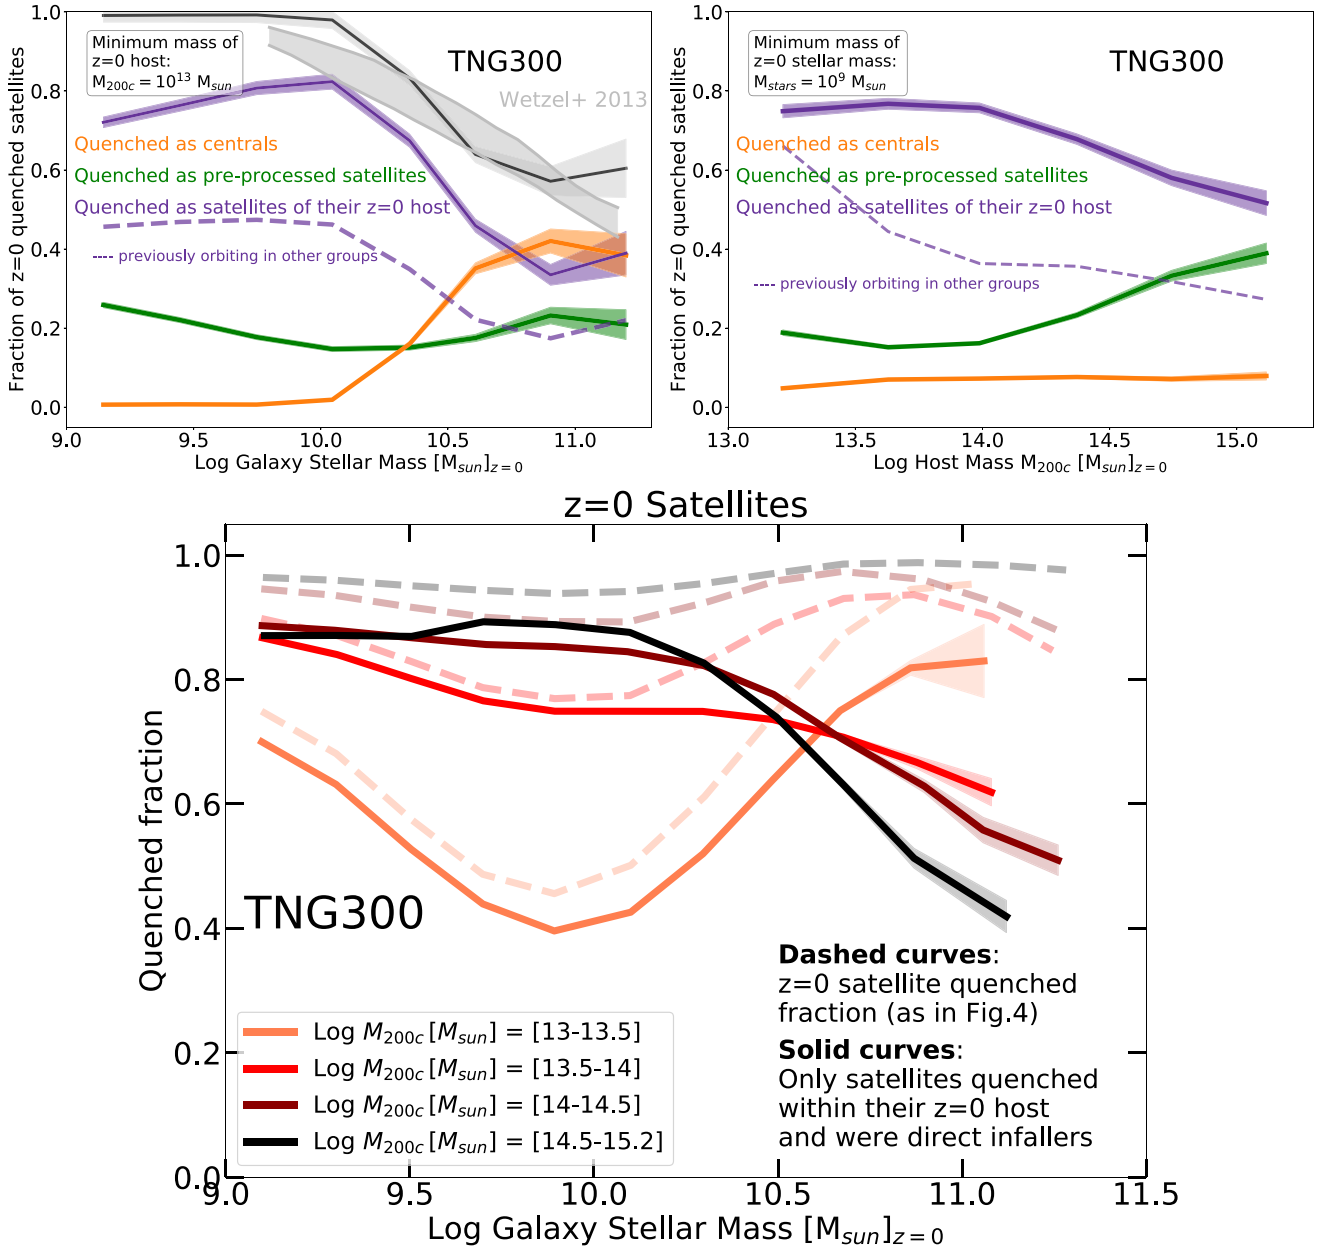 1.0
0.8
0.6
0.4
0.2
0.0
Fraction of z=0 quenched satellites
Minimum mass of
z=0 host:
M200c = 10^13 Msun
TNG300
Wetzel+ 2013
Quenched as centrals
Quenched as pre-processed satellites
Quenched as satellites of their z=0 host
--- previously orbiting in other groups
9.0 9.5 10.0 10.5 11.0
Log Galaxy Stellar Mass [Msun]z=0
1.0
0.8
0.6
0.4
0.2
0.0
Fraction of z=0 quenched satellites
Minimum mass of
z=0 stellar mass:
Mstars = 10^9 Msun
TNG300
Quenched as centrals
Quenched as pre-processed satellites
Quenched as satellites of their z=0 host
---- previously orbiting in other groups
13.0 13.5 14.0 14.5 15.0
Log Host Mass M200c [Msun]z=0
z=0 Satellites
1.0
0.8
0.6
0.4
0.2
0.0
Quenched fraction
TNG300
Dashed curves:
z=0 satellite quenched
fraction (as in Fig.4)
Solid curves:
Only satellites quenched
within their z=0 host
and were direct infallers
Log M200c [Msun] = [13-13.5]
Log M200c [Msun] = [13.5-14]
Log M200c [Msun] = [14-14.5]
Log M200c [Msun] = [14.5-15.2]
9.0 9.5 10.0 10.5 11.0 11.5
Log Galaxy Stellar Mass [Msun]z=0